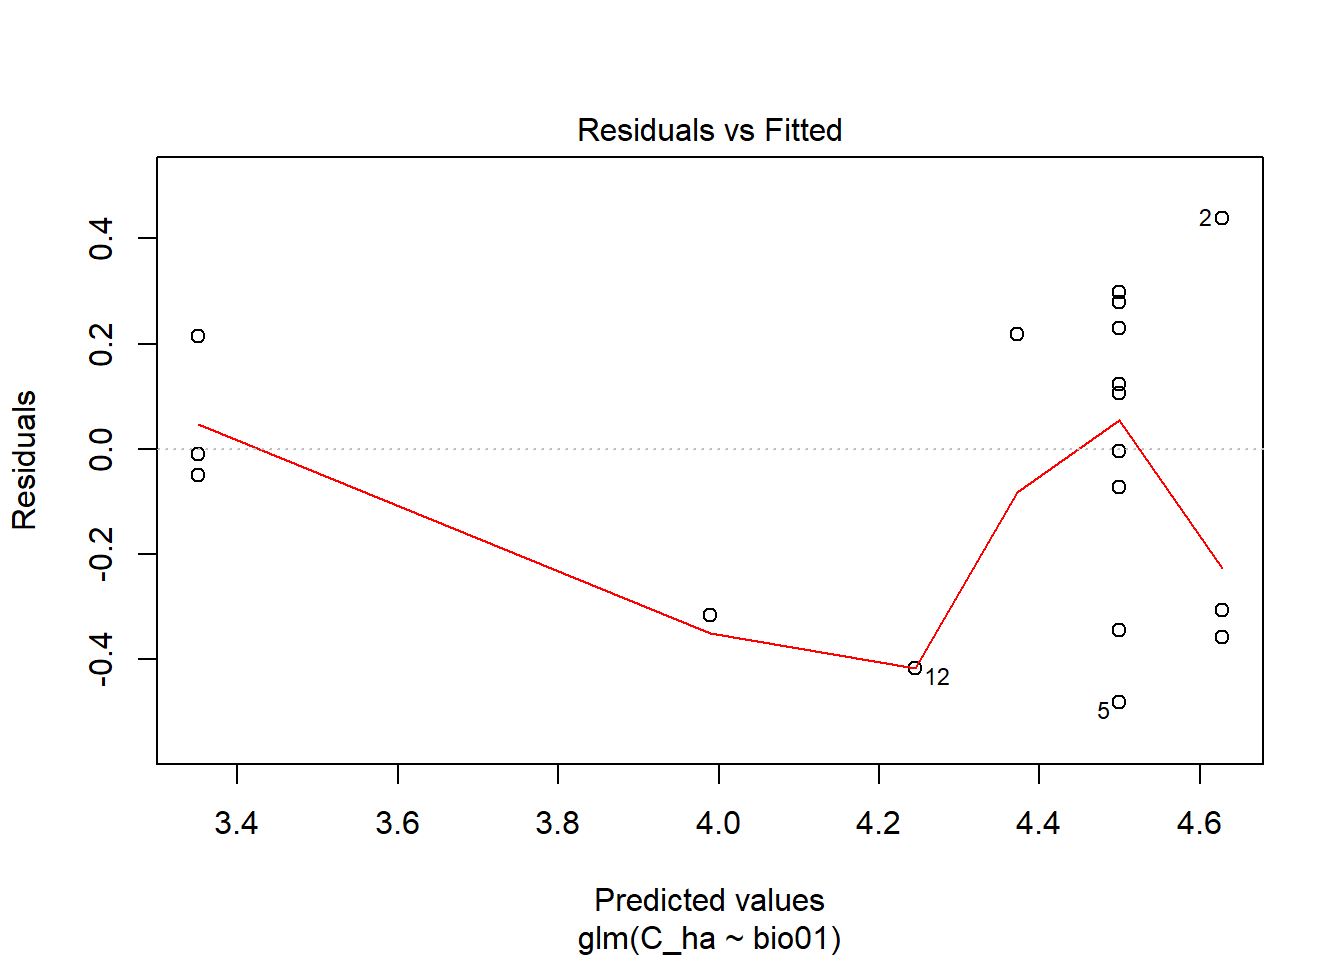 Residuals vs Fitted
0.4
0.2
0.0
-0.2
-0.4
Residuals
2
12
5
3.4 3.6 3.8 4.0 4.2 4.4 4.6
Predicted values
glm(C_ha ~ bio01)